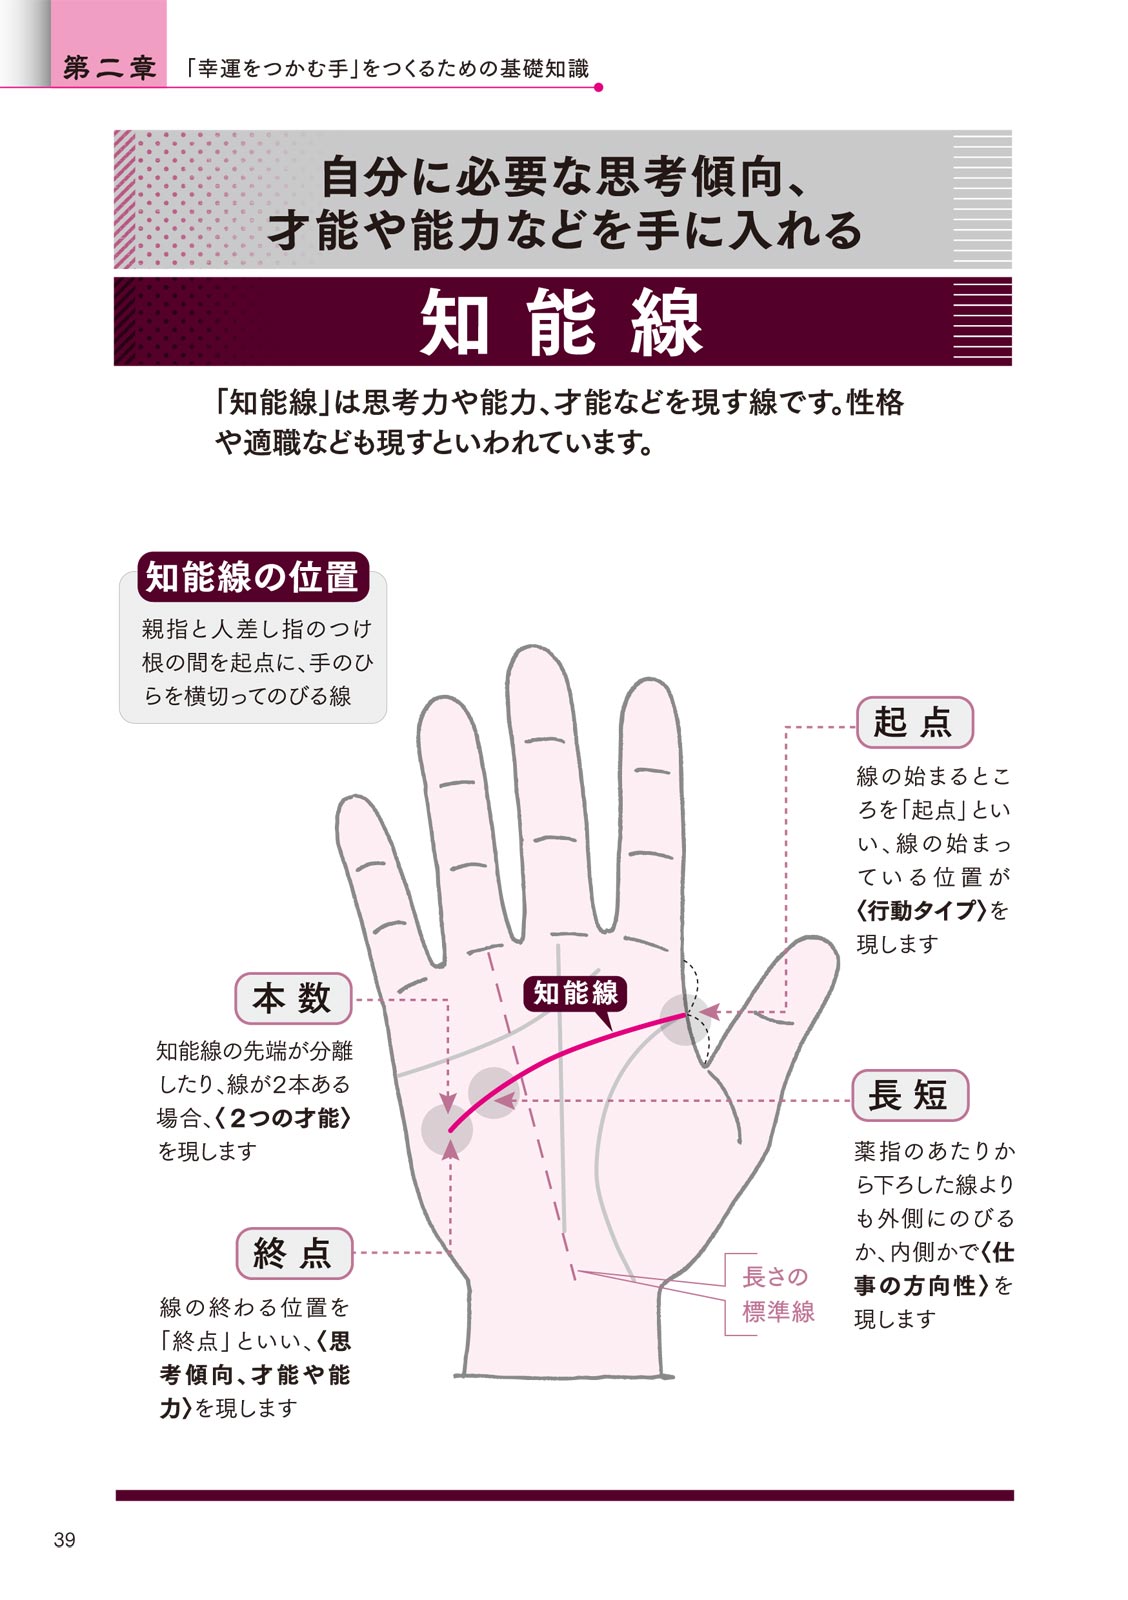 第二章
「幸運をつかむ手」をつくるための基礎知識
自分に必要な思考傾向、
才能や能力などを手に入れる
知能線
「知能線」は思考力や能力、才能などを現す線です。性格
や適職なども現すといわれています。
知能線の位置
親指と人差し指のつけ
根の間を起点に、手のひ
らを横切ってのびる線
起点
線の始まるとこ
ろを「起点」とい
い、線の始まっ
ている位置が
〈行動タイプ〉を
現します
知能線
本数
知能線の先端が分離
したり、線が2本ある
場合、〈２つの才能〉
を現します
長短
薬指のあたりか
ら下ろした線より
も外側にのびる
か、内側かで〈仕
事の方向性〉を
現します
終点
線の終わる位置を
「終点」といい、〈思
考傾向、才能や能
力〉を現します
長さの
標準線
39